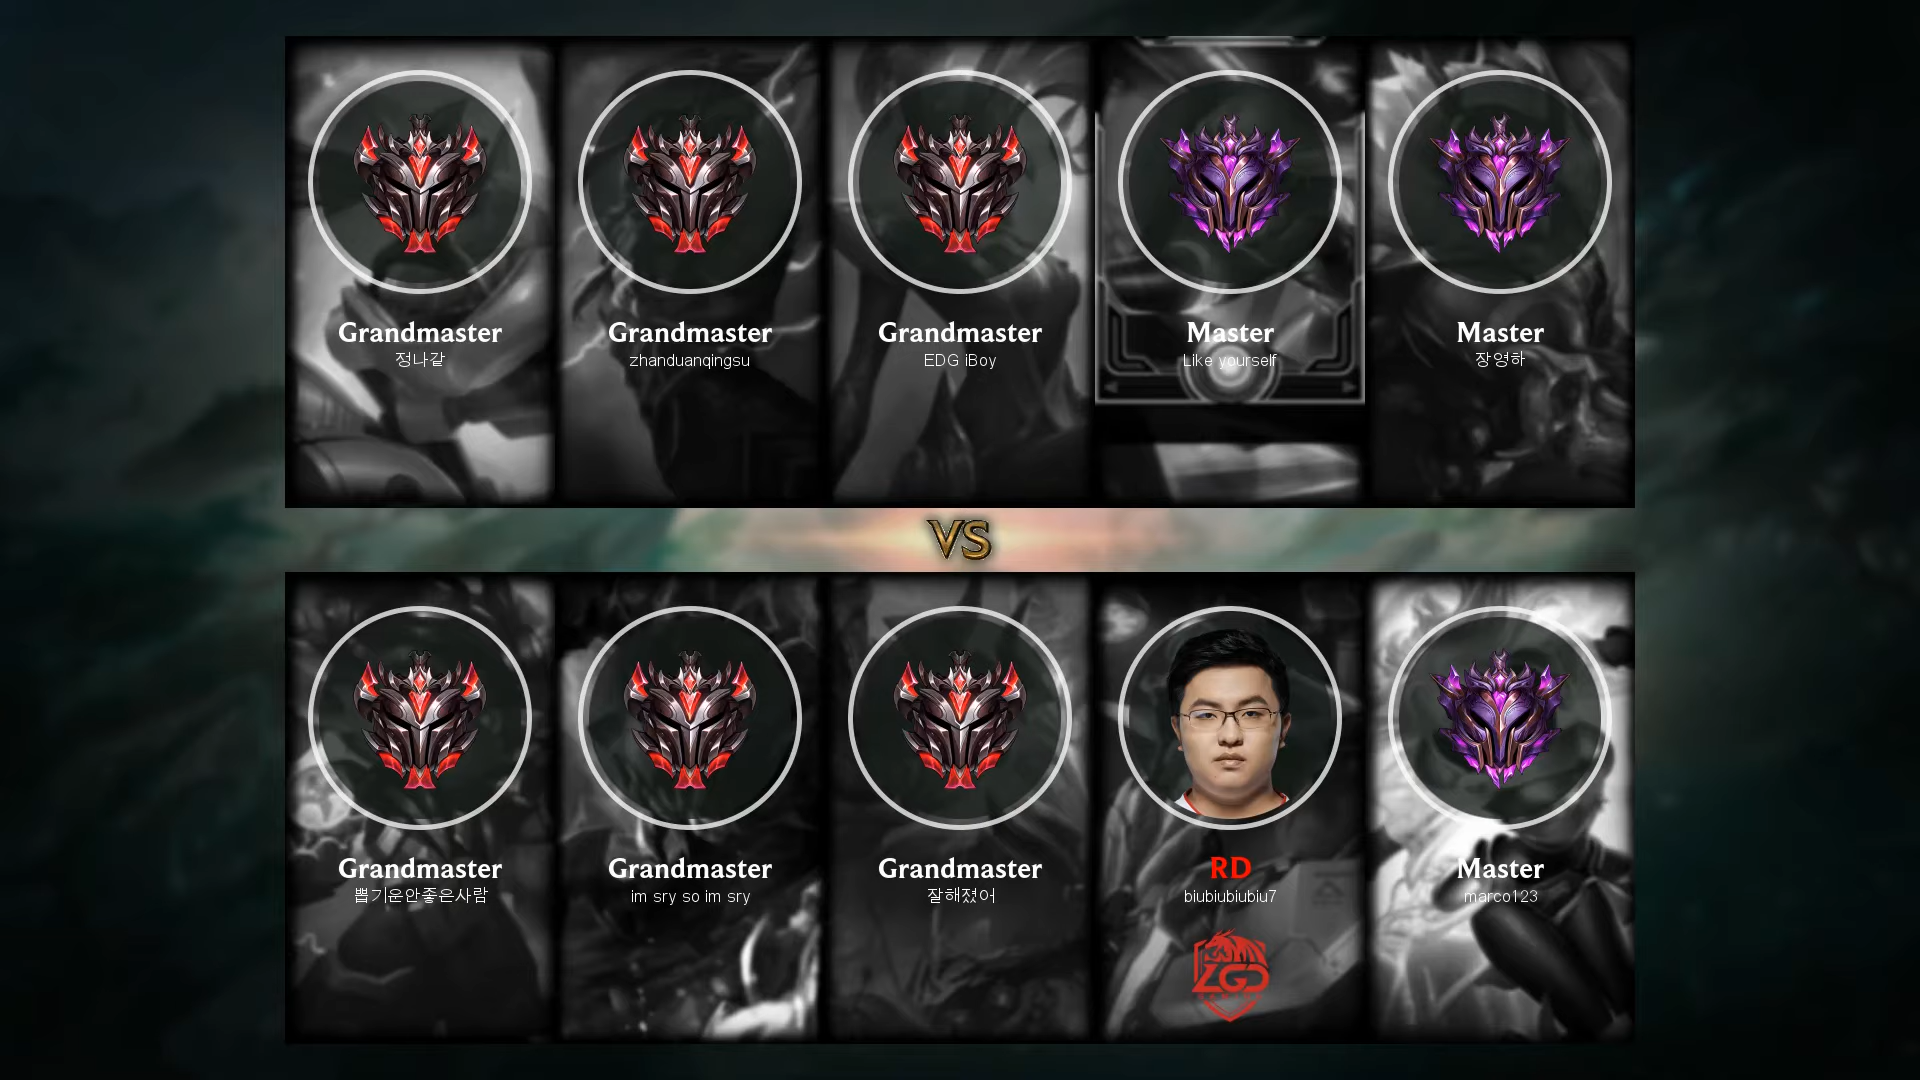 Grandmaster
정나갈
Grandmaster
zhanduanqingsu
Grandmaster
EDG iBoy
Master
Like yourself
Master
장영하
VS
Grandmaster
뽑기운안좋은사람
Grandmaster
im sry so im sry
Grandmaster
잘해졌어
RD
biubiubiubiu7
LGD
GAMING
Master
marco123